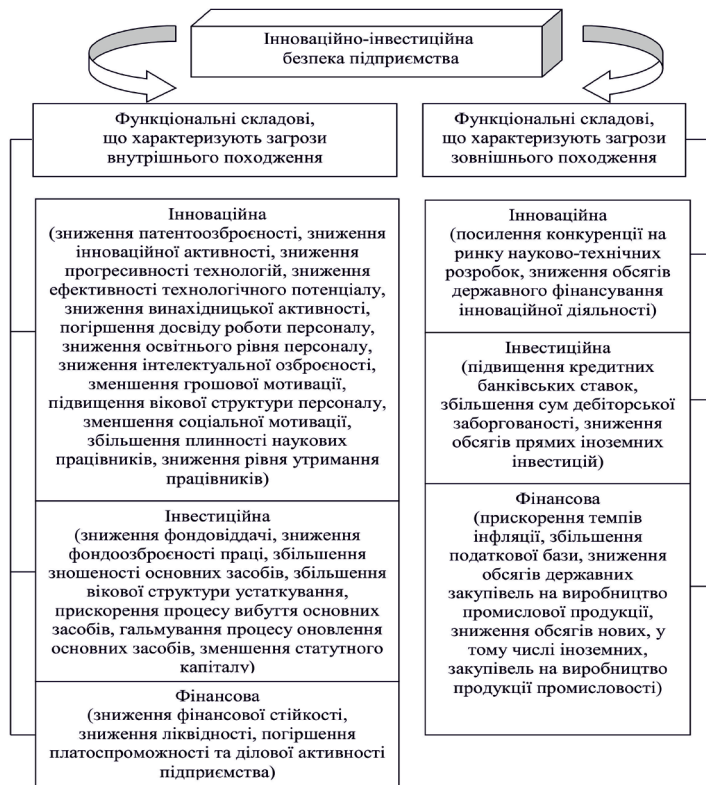 Інноваційно-інвестиційна
безпека підприємства
Функціональні складові,
що характеризують загрози
внутрішнього походження
Інноваційна
(зниження патентоозброєності, зниження
інноваційної активності, зниження
прогресивності технологій, зниження
ефективності технологічного потенціалу,
зниження винахідницької активності,
погіршення досвіду роботи персоналу,
зниження освітнього рівня персоналу,
зниження інтелектуальної озброєності,
зменшення грошової мотивації,
підвищення вікової структури персоналу,
зменшення соціальної мотивації,
збільшення плинності наукових
працівників, зниження рівня утримання
працівників)
Інвестиційна
(зниження фондовіддачі, зниження
фондоозброєності праці, збільшення
зношеності основних засобів, збільшення
вікової структури устаткування,
прискорення процесу вибуття основних
засобів, гальмування процесу оновлення
основних засобів, зменшення статутного
капіталу)
Фінансова
(зниження фінансової стійкості,
зниження ліквідності, погіршення
платоспроможності та ділової активності
підприємства)
Функціональні складові,
що характеризують загрози
зовнішнього походження
Інноваційна
(посилення конкуренції на
ринку науково-технічних
розробок, зниження обсягів
державного фінансування
інноваційної діяльності)
Інвестиційна
(підвищення кредитних
банківських ставок,
збільшення сум дебіторської
заборгованості, зниження
обсягів прямих іноземних
інвестицій)
Фінансова
(прискорення темпів
інфляції, збільшення
податкової бази, зниження
обсягів державних
закупівель на виробництво
промислової продукції,
зниження обсягів нових, у
тому числі іноземних,
закупівель на виробництво
продукції промисловості)